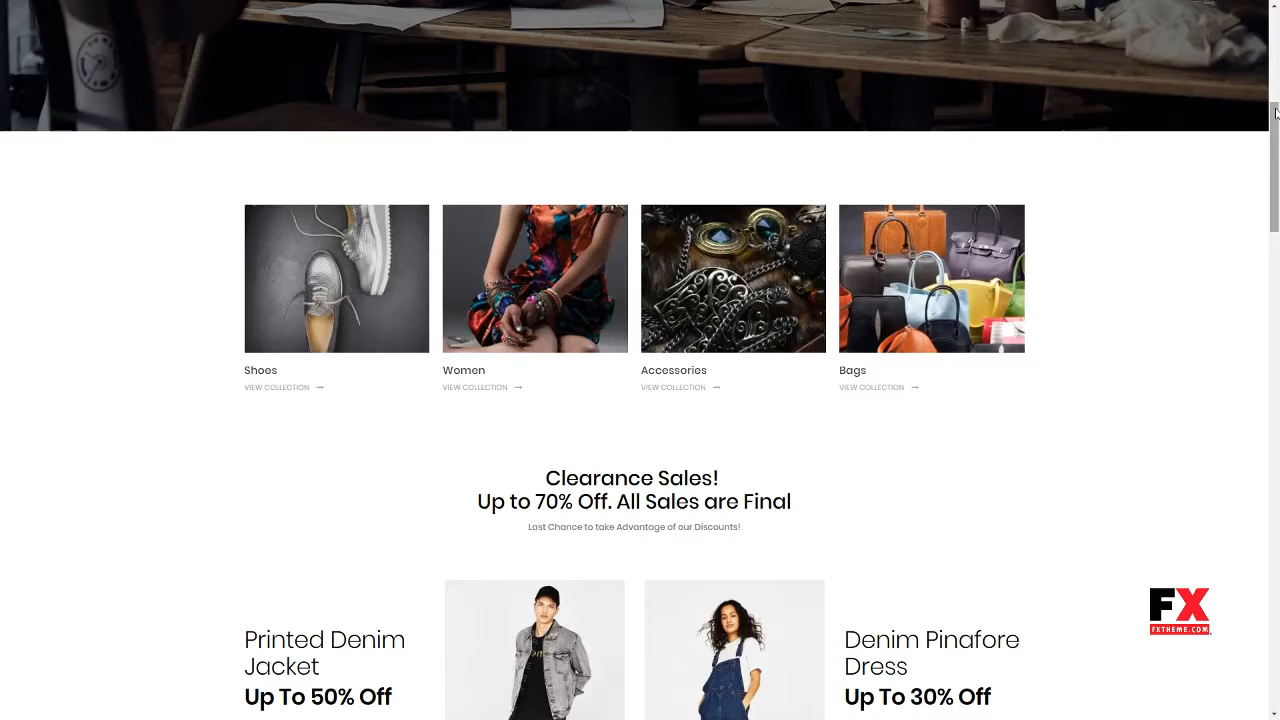 Shoes
VIEW COLLECTION →
Women
VIEW COLLECTION →
Accessories
VIEW COLLECTION →
Bags
VIEW COLLECTION →
Clearance Sales!
Up to 70% Off. All Sales are Final
Last Chance to take Advantage of our Discounts!
Printed Denim
Jacket
Up To 50% Off
Denim Pinafore
Dress
Up To 30% Off
FX
FXTHEME.COM